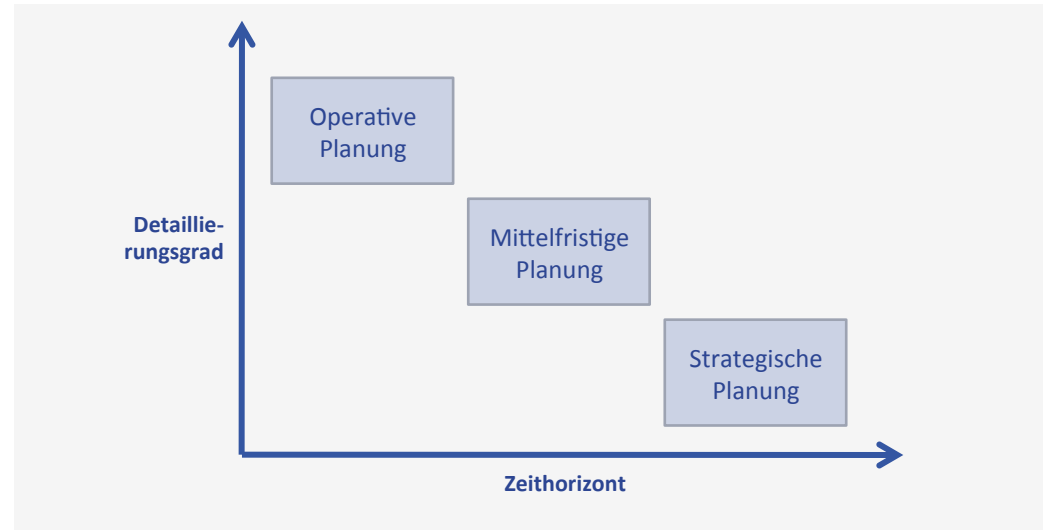 Operative
Planung
Detaillie-
rungsgrad
Mittelfristige
Planung
Strategische
Planung
Zeithorizont